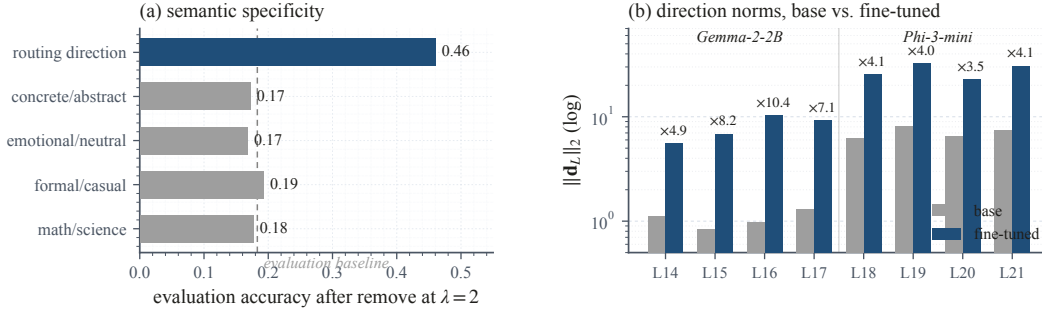 (a) semantic specificity
routing direction
0.46
concrete/abstract
0.17
emotional/neutral
0.17
formal/casual
0.19
math/science
0.18
evaluation baseline
0.0 0.1 0.2 0.3 0.4 0.5
evaluation accuracy after remove at λ = 2
(b) direction norms, base vs. fine-tuned
Gemma-2-2B Phi-3-mini
×4.9 ×8.2 ×10.4 ×7.1 ×4.1 ×4.0 ×3.5 ×4.1
10¹
10⁰
||d_L||₂ (log)
base
fine-tuned
L14 L15 L16 L17 L18 L19 L20 L21